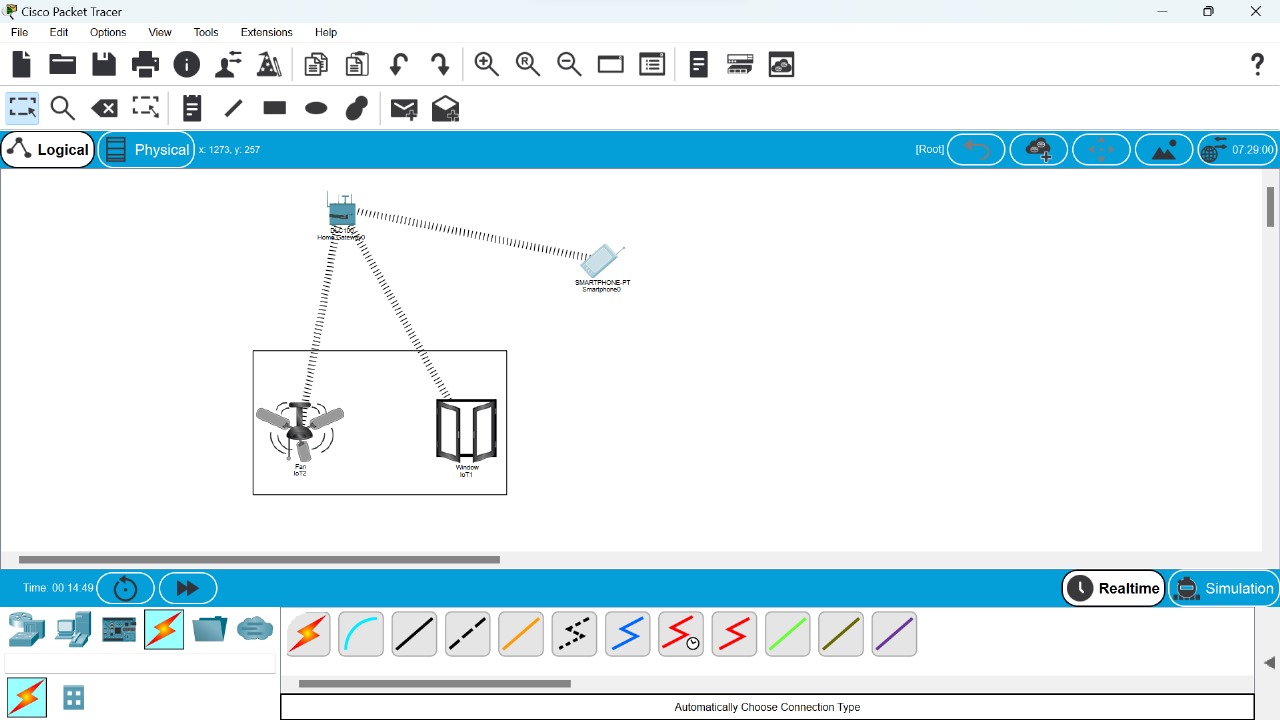 Cisco Packet Tracer
File Edit Options View Tools Extensions Help
Logical Physical x: 1273, y: 257 [Root] 07:29:00
DLC100
Home Gateway0
SMARTPHONE-PT
Smartphone0
Fan
IoT2
Window
IoT1
Time: 00:14:49 Realtime Simulation
Automatically Choose Connection Type